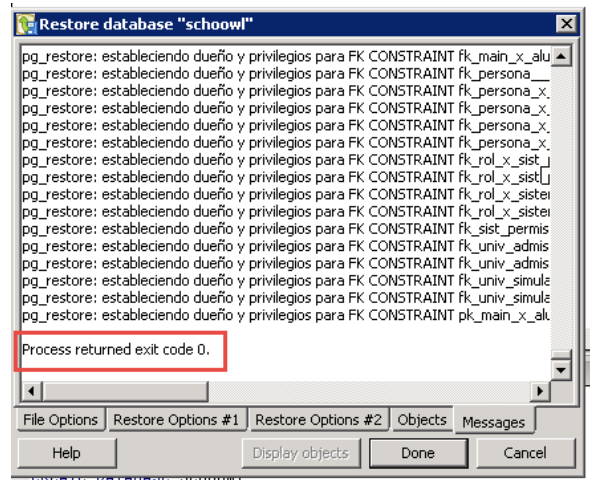 Restore database "schoowl"
pg_restore: estableciendo dueño y privilegios para FK CONSTRAINT fk_main_x_alu
pg_restore: estableciendo dueño y privilegios para FK CONSTRAINT fk_persona__
pg_restore: estableciendo dueño y privilegios para FK CONSTRAINT fk_persona_x_
pg_restore: estableciendo dueño y privilegios para FK CONSTRAINT fk_persona_x_
pg_restore: estableciendo dueño y privilegios para FK CONSTRAINT fk_persona_x_
pg_restore: estableciendo dueño y privilegios para FK CONSTRAINT fk_persona_x_
pg_restore: estableciendo dueño y privilegios para FK CONSTRAINT fk_rol_x_sist_
pg_restore: estableciendo dueño y privilegios para FK CONSTRAINT fk_rol_x_sist
pg_restore: estableciendo dueño y privilegios para FK CONSTRAINT fk_rol_x_sister
pg_restore: estableciendo dueño y privilegios para FK CONSTRAINT fk_rol_x_sister
pg_restore: estableciendo dueño y privilegios para FK CONSTRAINT fk_sist_permis
pg_restore: estableciendo dueño y privilegios para FK CONSTRAINT fk_univ_admis
pg_restore: estableciendo dueño y privilegios para FK CONSTRAINT fk_univ_admis
pg_restore: estableciendo dueño y privilegios para FK CONSTRAINT fk_univ_simula
pg_restore: estableciendo dueño y privilegios para FK CONSTRAINT fk_univ_simula
pg_restore: estableciendo dueño y privilegios para FK CONSTRAINT pk_main_x_alu
Process returned exit code 0.
File Options Restore Options #1 Restore Options #2 Objects Messages
Help Display objects Done Cancel